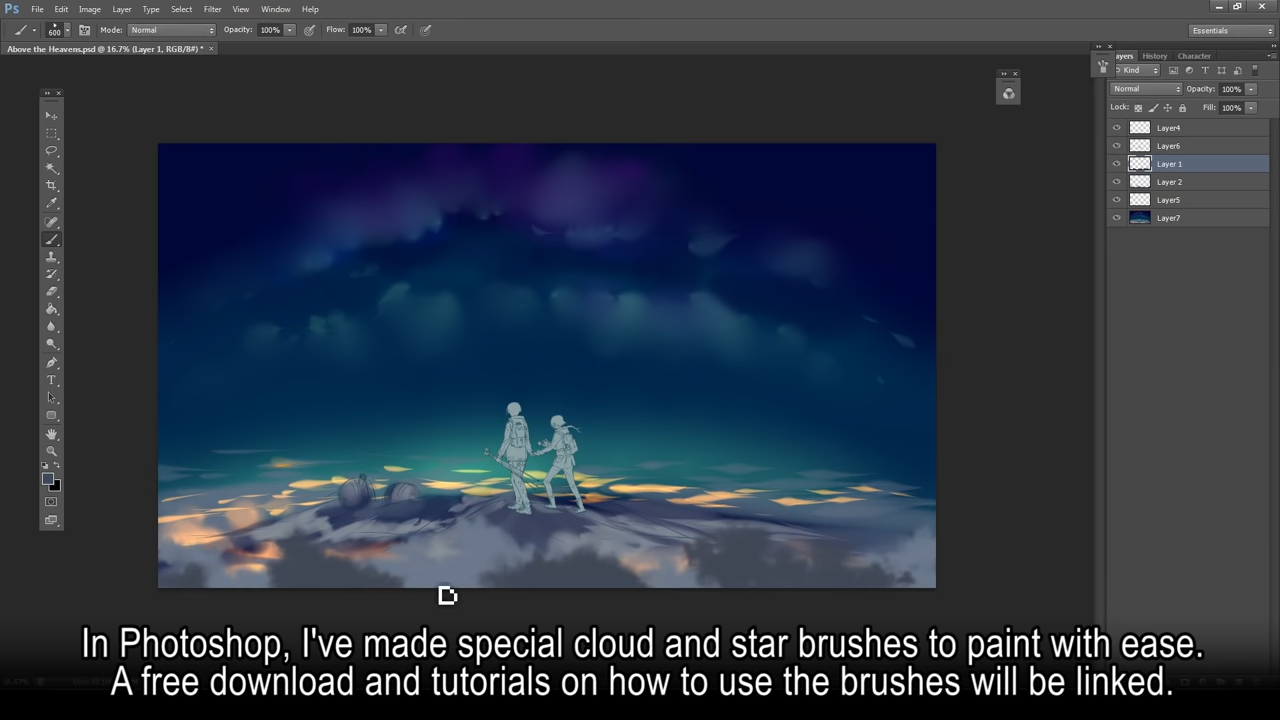 Ps File Edit Image Layer Type Select Filter View Window Help
600 Mode: Normal Opacity: 100% Flow: 100% Essentials
Above the Heavens.psd @ 16.7% (Layer 1, RGB/8#) * ×
ayers History Character
Kind
Normal Opacity: 100%
Lock: Fill: 100%
Layer4
Layer6
Layer 1
Layer 2
Layer5
Layer7
In Photoshop, I've made special cloud and star brushes to paint with ease.
A free download and tutorials on how to use the brushes will be linked.